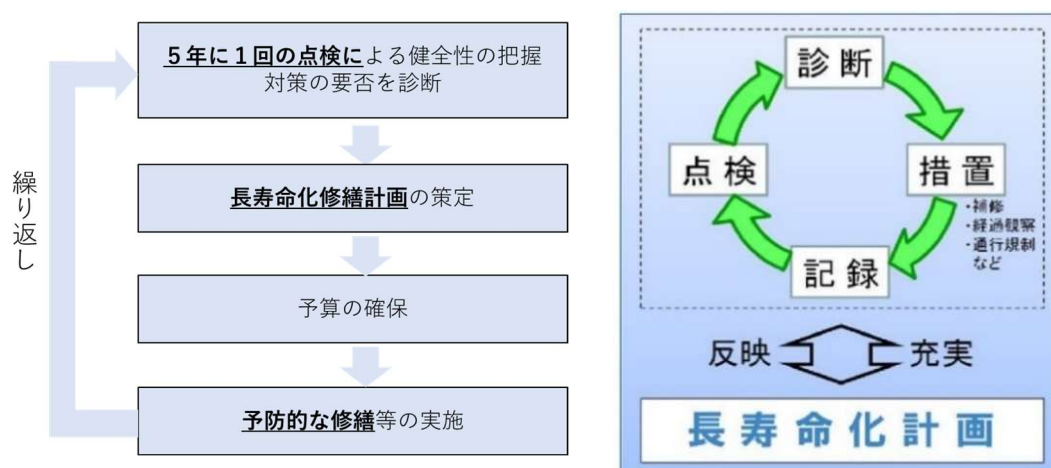 5年に1回の点検による健全性の把握
対策の要否を診断
長寿命化修繕計画の策定
予算の確保
予防的な修繕等の実施
繰り返し
診断
措置
・補修
・経過観察
・通行規制
など
記録
点検
反映
充実
長寿命化計画